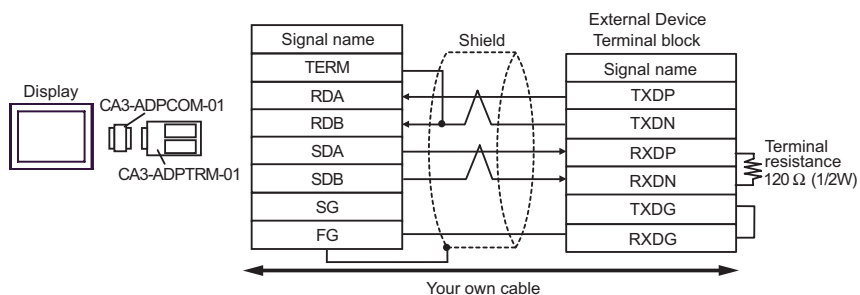 Display
CA3-ADPCOM-01
CA3-ADPTRM-01
Signal name
TERM
RDA
RDB
SDA
SDB
SG
FG
Shield
External Device
Terminal block
Signal name
TXDP
TXDN
RXDP
RXDN
TXDG
RXDG
Terminal
resistance
120 Ω (1/2W)
Your own cable